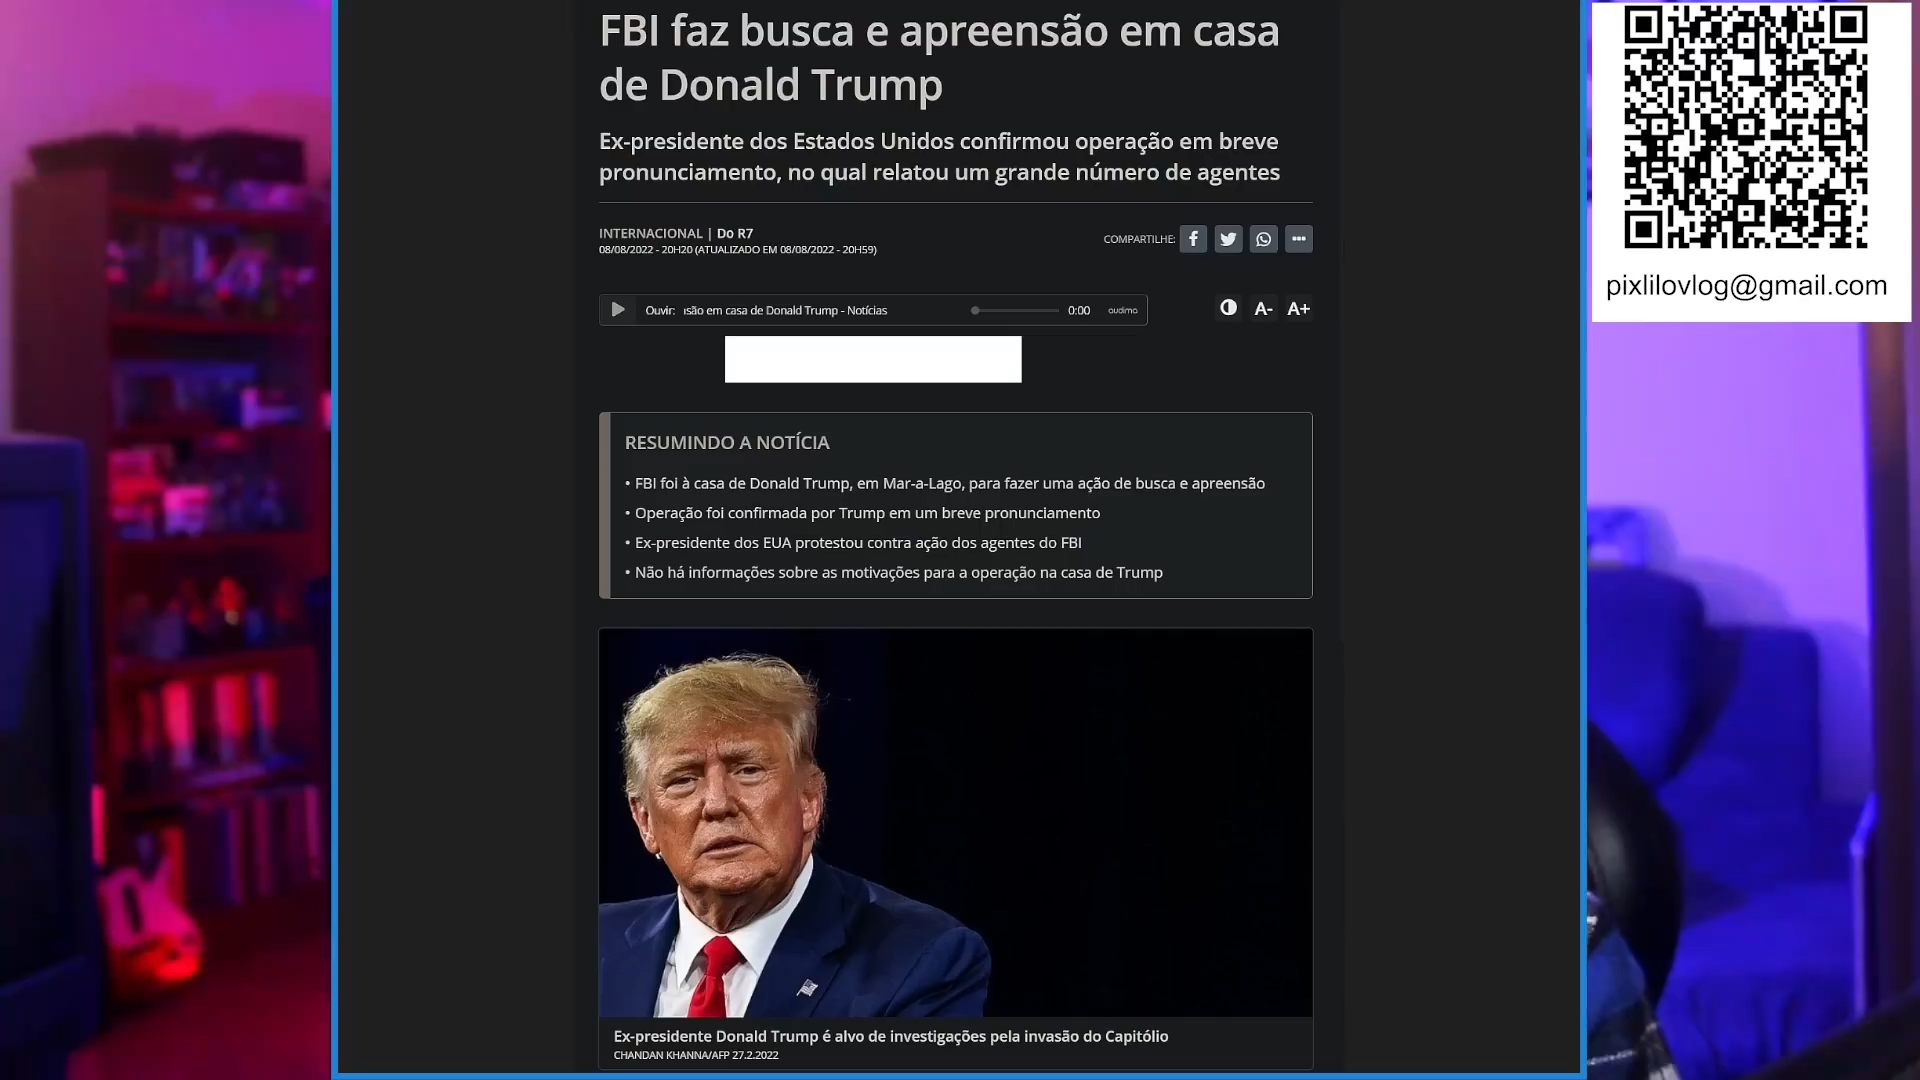 FBI faz busca e apreensão em casa
de Donald Trump
Ex-presidente dos Estados Unidos confirmou operação em breve
pronunciamento, no qual relatou um grande número de agentes
INTERNACIONAL | Do R7
08/08/2022 - 20H20 (ATUALIZADO EM 08/08/2022 - 20H59)
COMPARTILHE:
Ouvir: são em casa de Donald Trump - Notícias 0:00 audima
A- A+
RESUMINDO A NOTÍCIA
• FBI foi à casa de Donald Trump, em Mar-a-Lago, para fazer uma ação de busca e apreensão
• Operação foi confirmada por Trump em um breve pronunciamento
• Ex-presidente dos EUA protestou contra ação dos agentes do FBI
• Não há informações sobre as motivações para a operação na casa de Trump
Ex-presidente Donald Trump é alvo de investigações pela invasão do Capitólio
CHANDAN KHANNA/AFP 27.2.2022
pixlilovlog@gmail.com